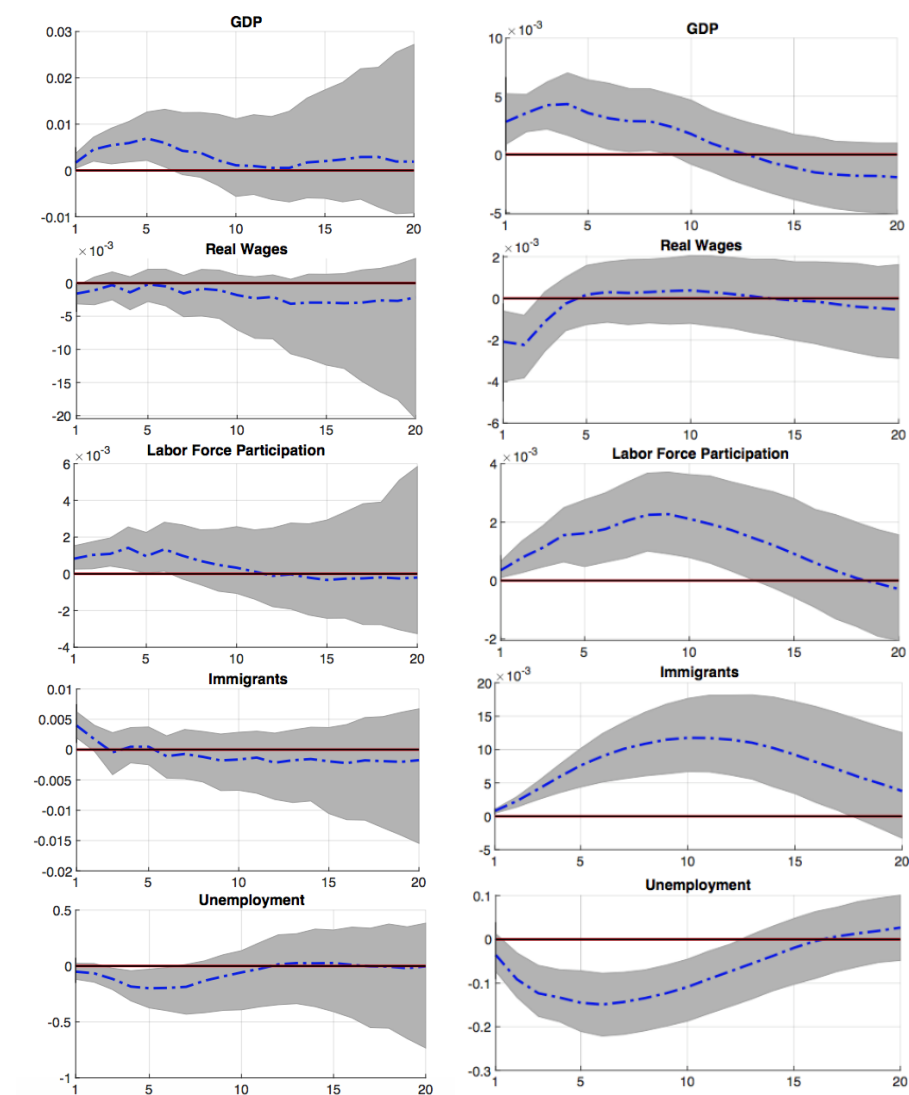 GDP
0.03
0.02
0.01
0
-0.01
1 5 10 15 20
GDP
10 ×10⁻³
5
0
-5
1 5 10 15 20
Real Wages
×10⁻³
0
-5
-10
-15
-20
1 5 10 15 20
Real Wages
2 ×10⁻³
0
-2
-4
-6
1 5 10 15 20
Labor Force Participation
6 ×10⁻³
4
2
0
-2
-4
1 5 10 15 20
Labor Force Participation
4 ×10⁻³
2
0
-2
1 5 10 15 20
Immigrants
0.01
0.005
0
-0.005
-0.01
-0.015
-0.02
1 5 10 15 20
Immigrants
20 ×10⁻³
15
10
5
0
-5
1 5 10 15 20
Unemployment
0.5
0
-0.5
-1
1 5 10 15 20
Unemployment
0.1
0
-0.1
-0.2
-0.3
1 5 10 15 20